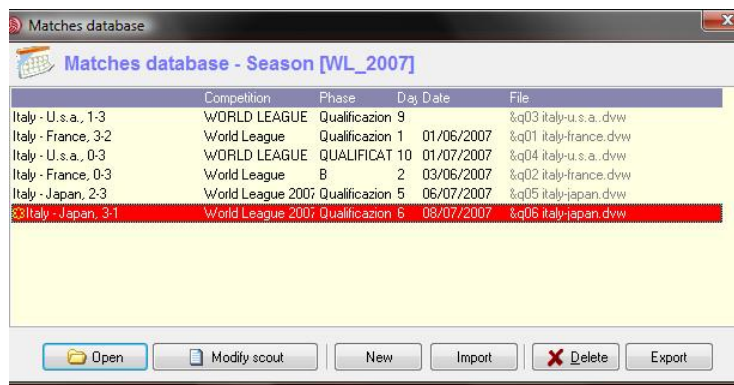 Matches database
Matches database - Season [WL_2007]
Competition Phase Day Date File
Italy - U.s.a., 1-3 WORLD LEAGUE Qualificazion 9 &q03 italy-u.s.a..dvw
Italy - France, 3-2 World League Qualificazion 1 01/06/2007 &q01 italy-france.dvw
Italy - U.s.a., 0-3 WORLD LEAGUE QUALIFICAT 10 01/07/2007 &q04 italy-u.s.a..dvw
Italy - France, 0-3 World League B 2 03/06/2007 &q02 italy-france.dvw
Italy - Japan, 2-3 World League 2007 Qualificazion 5 06/07/2007 &q05 italy-japan.dvw
Italy - Japan, 3-1 World League 2007 Qualificazion 6 08/07/2007 &q06 italy-japan.dvw
Open Modify scout New Import Delete Export